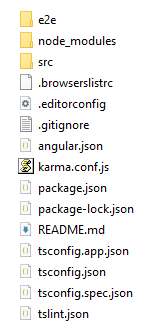 e2e
node_modules
src
.browserslistrc
.editorconfig
.gitignore
angular.json
karma.conf.js
package.json
package-lock.json
README.md
tsconfig.app.json
tsconfig.json
tsconfig.spec.json
tslint.json